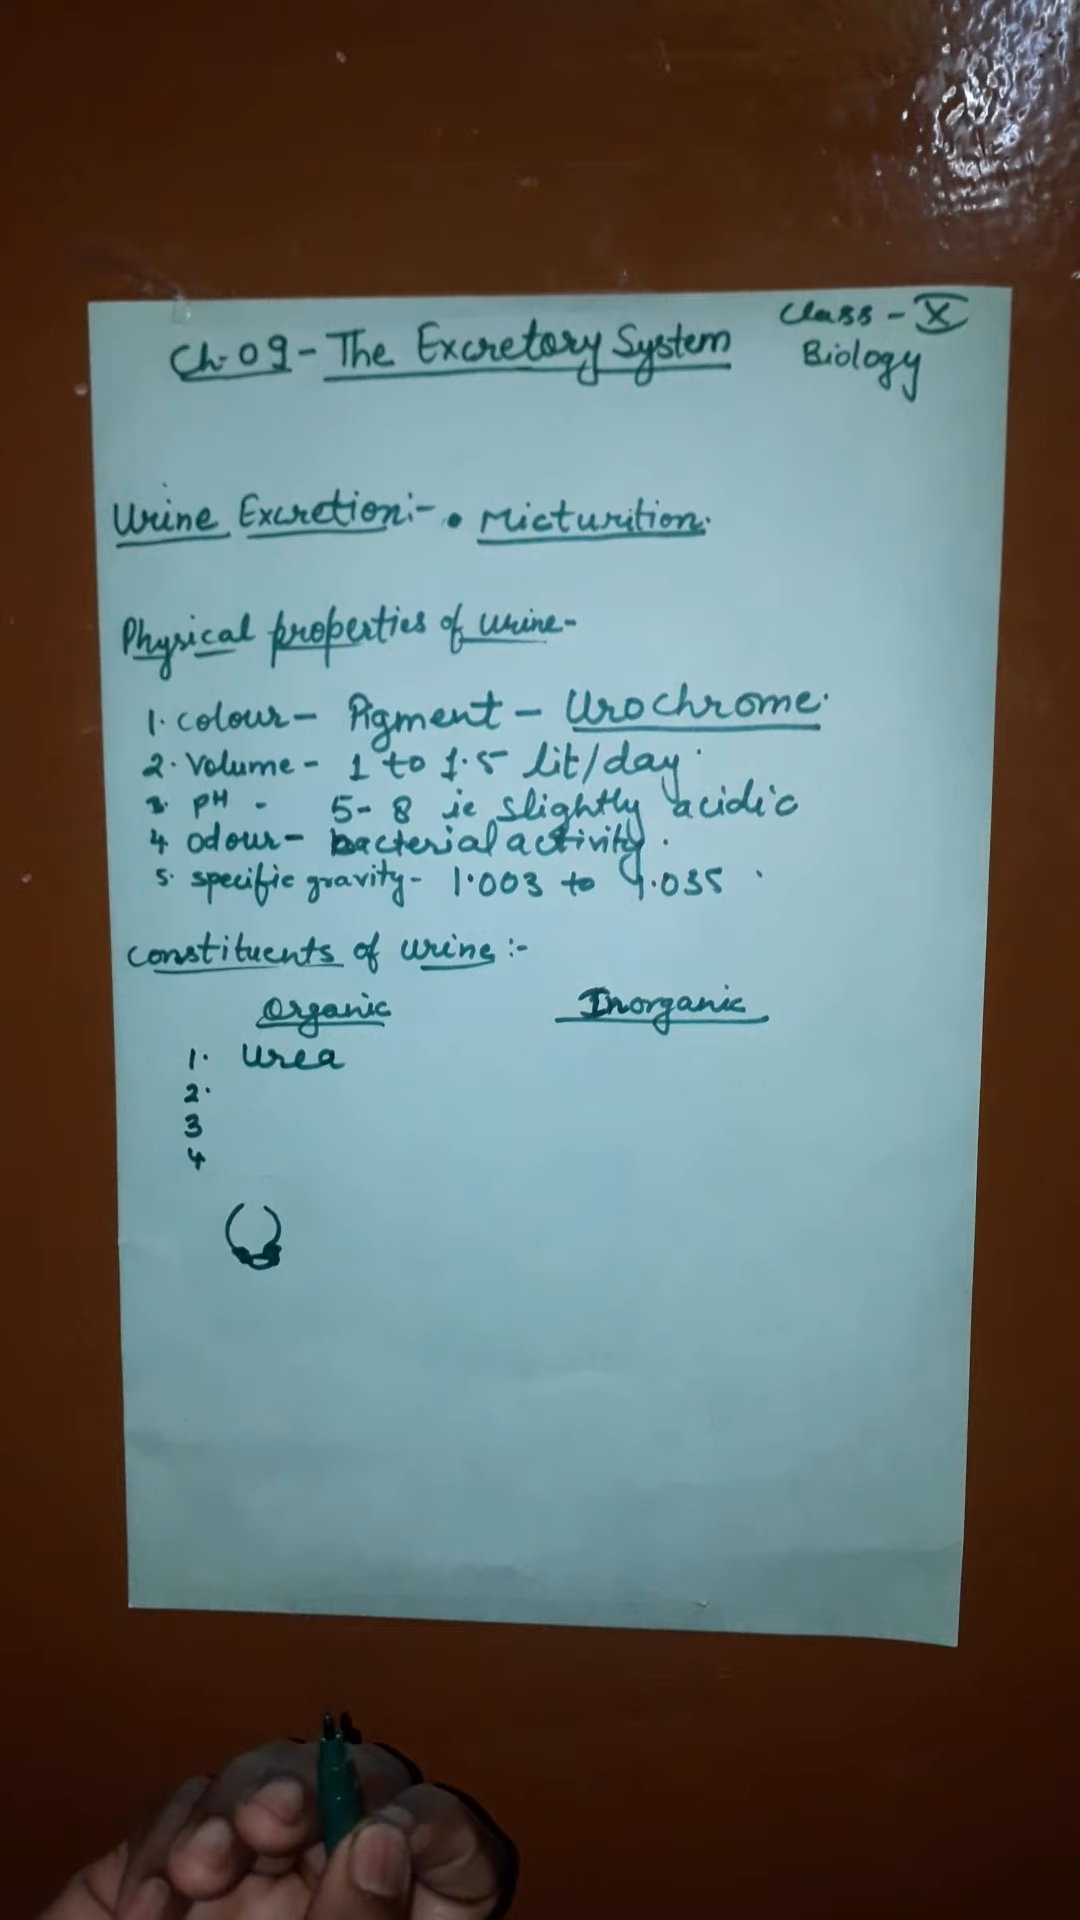 Ch-09 - The Excretory System
Class - X
Biology
Urine Excretion:- • Micturition.
Physical properties of urine-
1. colour - Pigment - Urochrome.
2. Volume - 1 to 1.5 lit/day.
3. pH - 5-8 ie slightly acidic
4 odour - bacterial activity.
5. specific gravity - 1.003 to 1.035.
constituents of urine :-
Organic Inorganic
1. Urea
2.
3
4